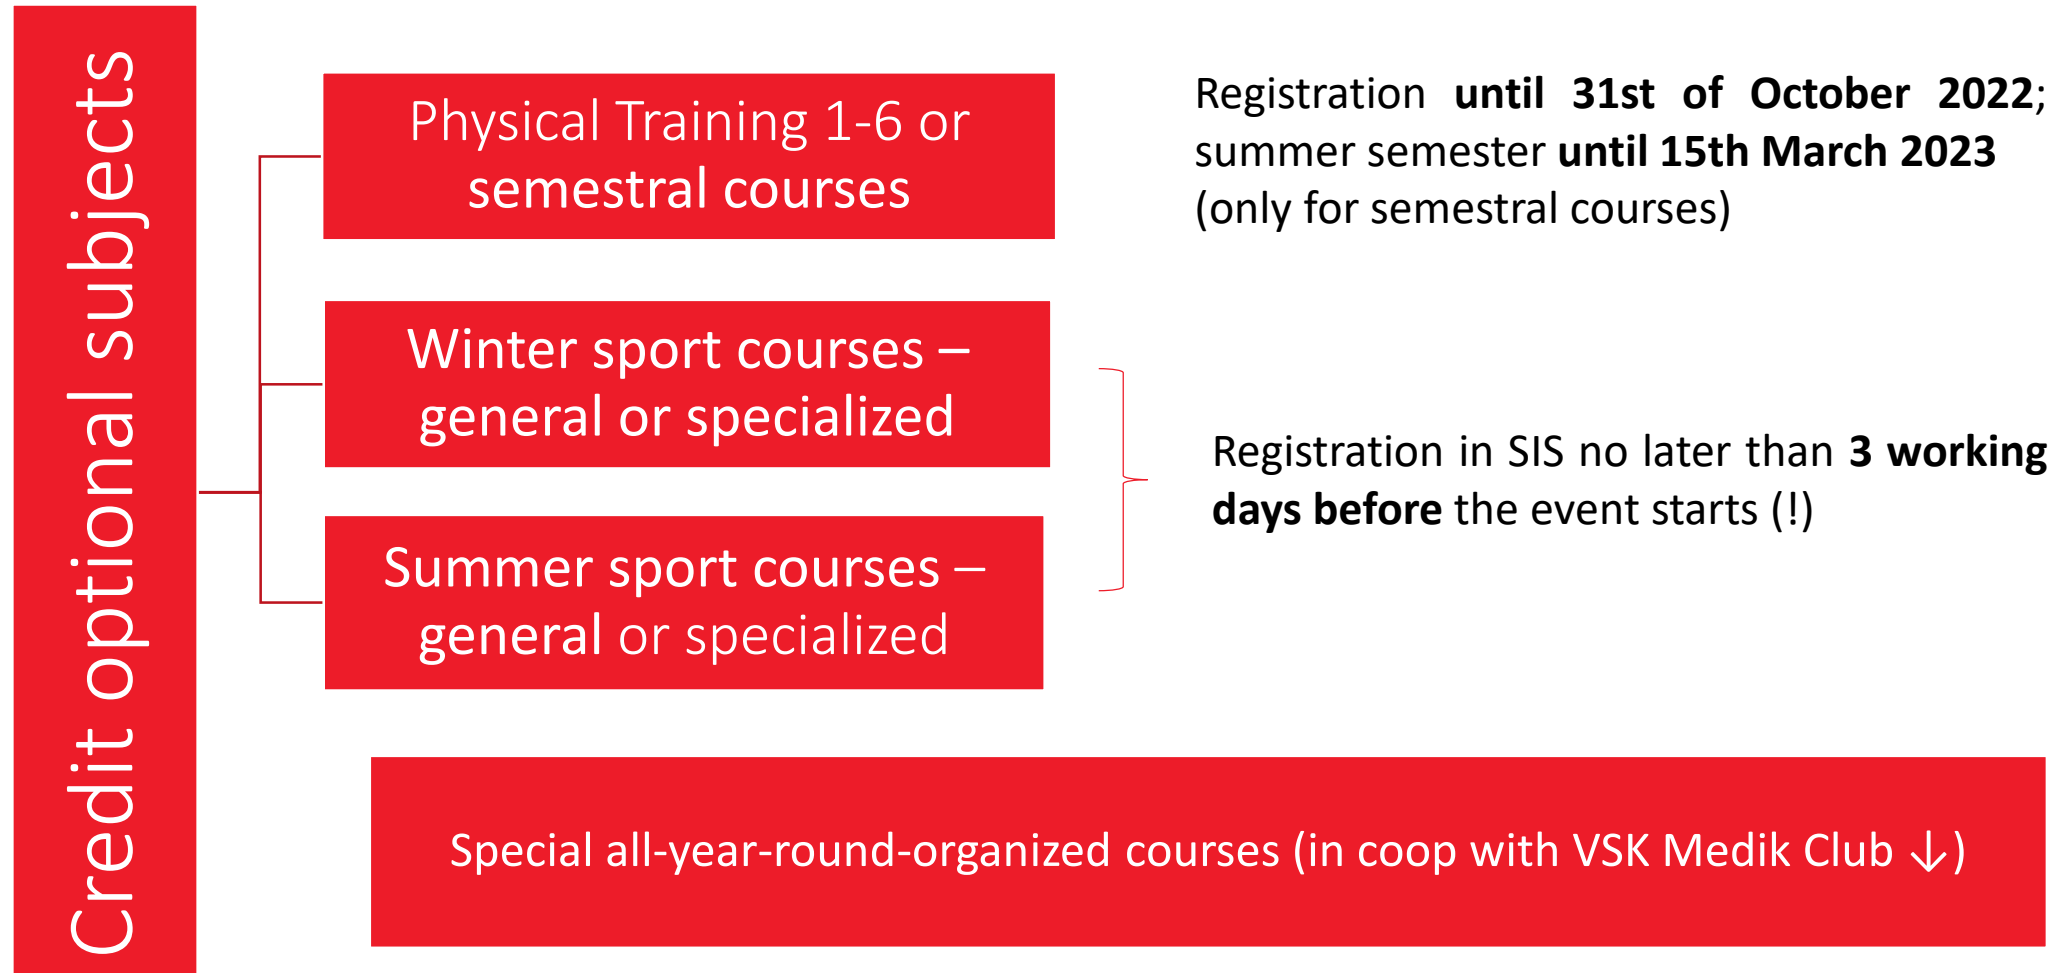 Credit optional subjects
Physical Training 1-6 or
semestral courses
Registration until 31st of October 2022;
summer semester until 15th March 2023
(only for semestral courses)
Winter sport courses –
general or specialized
Summer sport courses –
general or specialized
Registration in SIS no later than 3 working
days before the event starts (!)
Special all-year-round-organized courses (in coop with VSK Medik Club ↓)